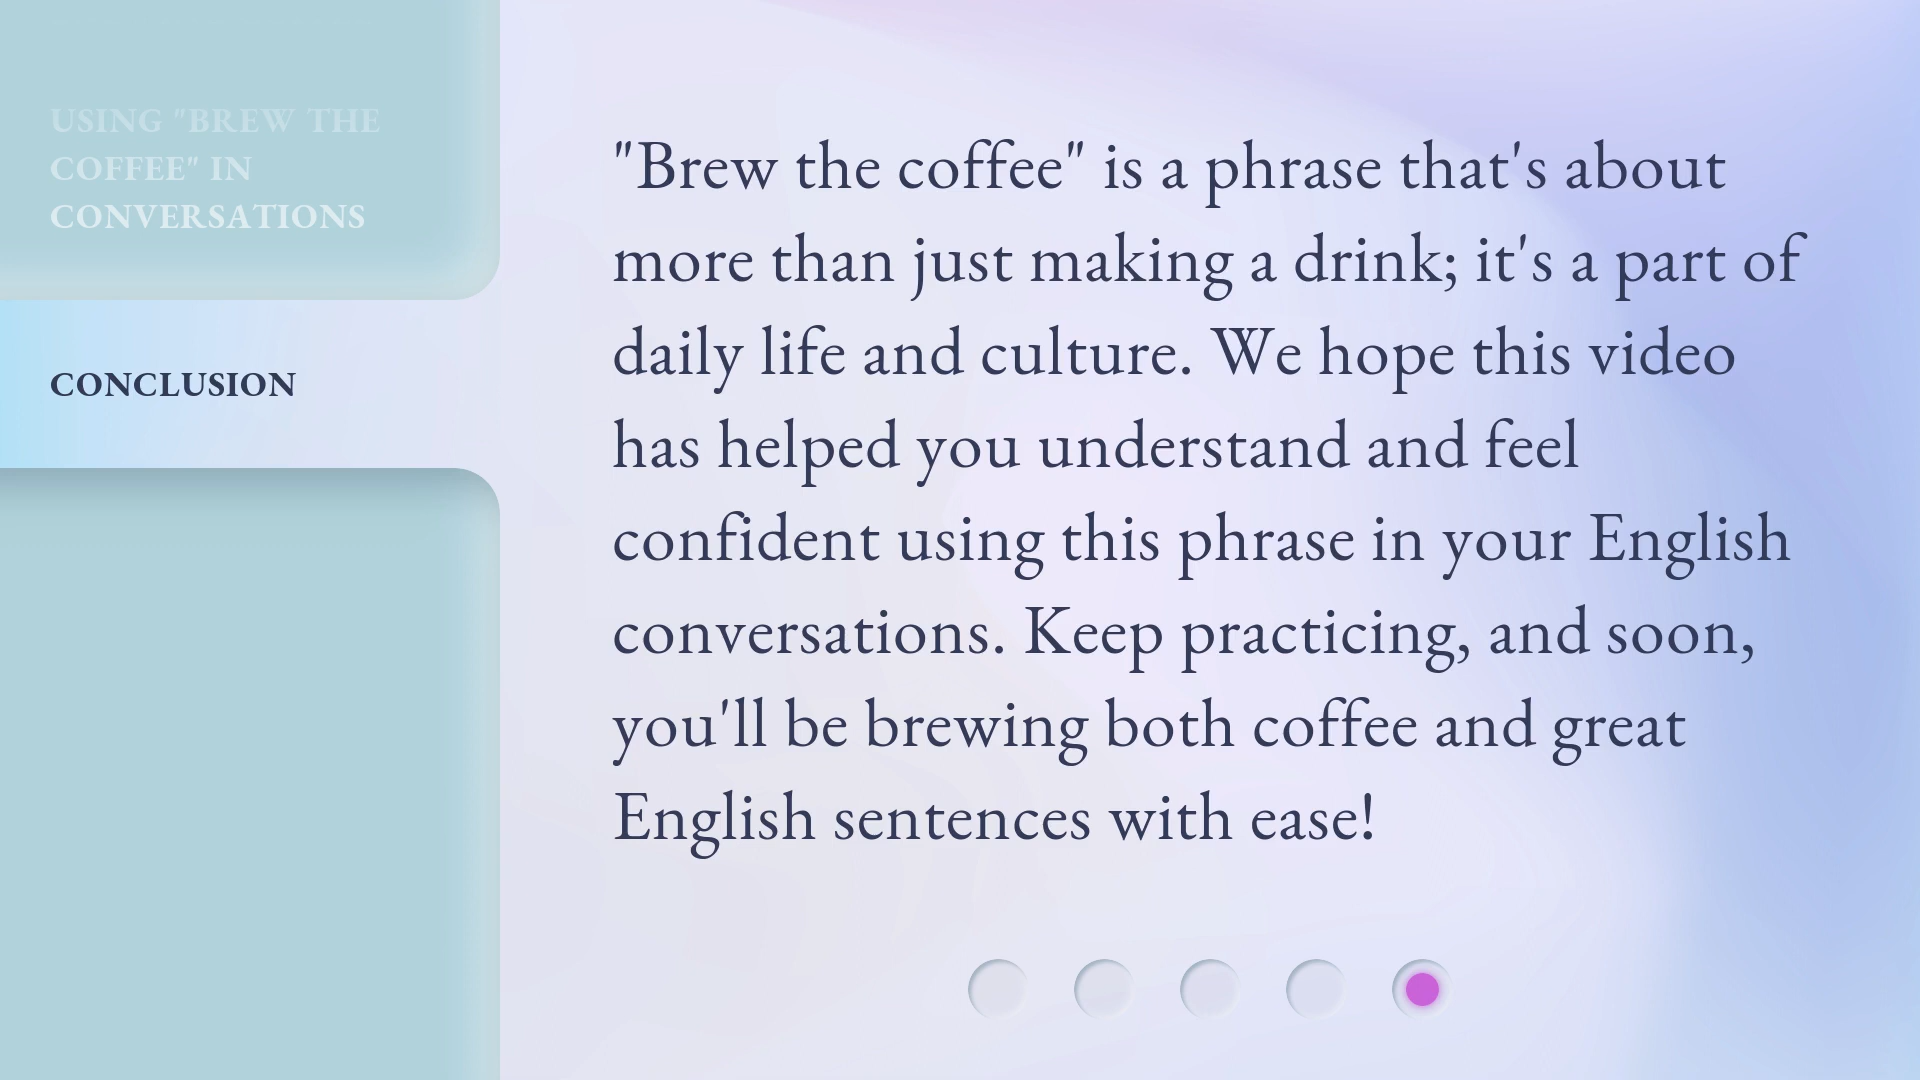 USING "BREW THE
COFFEE" IN
CONVERSATIONS
CONCLUSION
"Brew the coffee" is a phrase that's about
more than just making a drink; it's a part of
daily life and culture. We hope this video
has helped you understand and feel
confident using this phrase in your English
conversations. Keep practicing, and soon,
you'll be brewing both coffee and great
English sentences with ease!